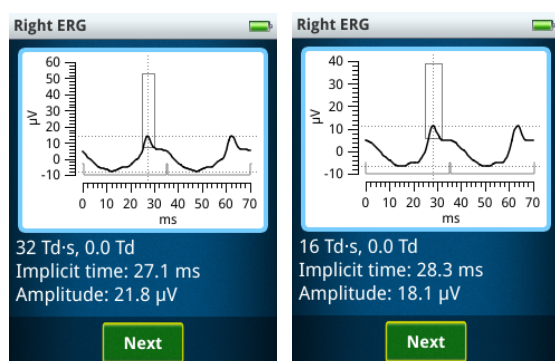 Right ERG
60
50
40
30
20
10
0
-10
µV
0 10 20 30 40 50 60 70
ms
32 Td·s, 0.0 Td
Implicit time: 27.1 ms
Amplitude: 21.8 µV
Next
Right ERG
40
30
20
10
0
-10
µV
0 10 20 30 40 50 60 70
ms
16 Td·s, 0.0 Td
Implicit time: 28.3 ms
Amplitude: 18.1 µV
Next